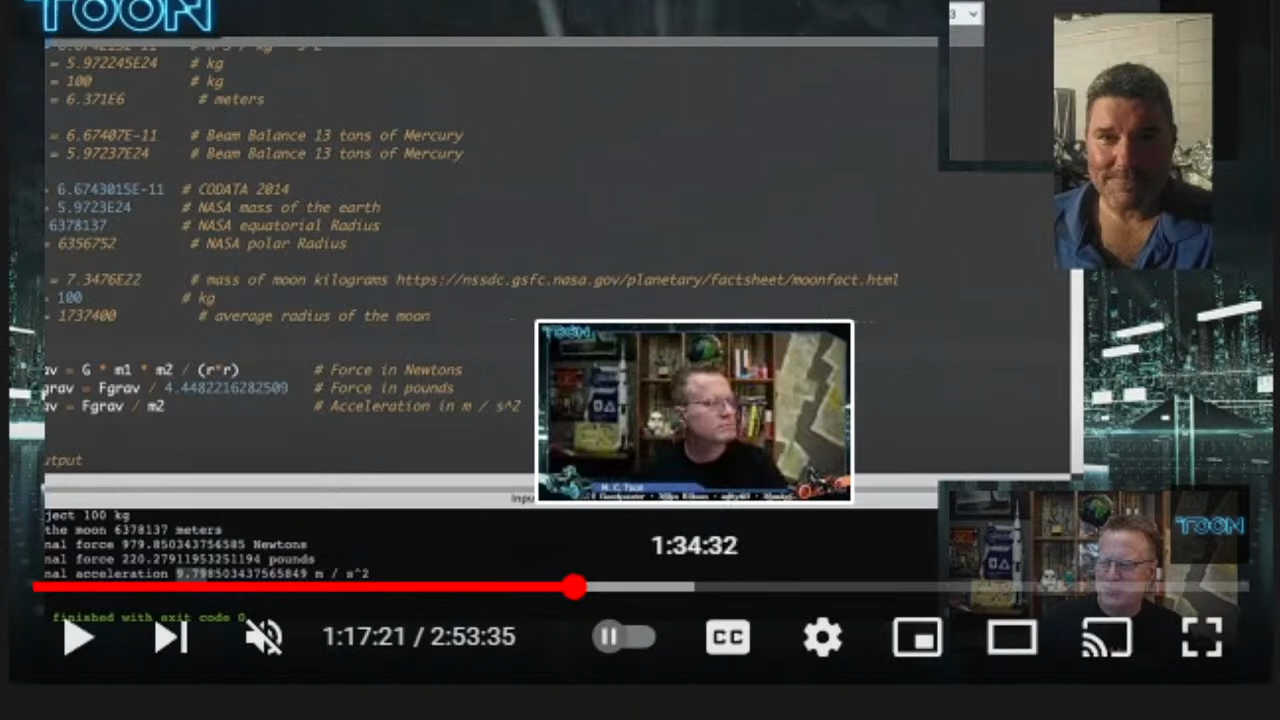 TOON
3
= 5.972245E24 # kg
= 100 # kg
= 6.371E6 # meters
= 6.67407E-11 # Beam Balance 13 tons of Mercury
= 5.97237E24 # Beam Balance 13 tons of Mercury
6.6743015E-11 # CODATA 2014
= 5.9723E24 # NASA mass of the earth
6378137 # NASA equatorial Radius
= 6356752 # NASA polar Radius
= 7.3476E22 # mass of moon kilograms https://nssdc.gsfc.nasa.gov/planetary/factsheet/moonfact.html
100 # kg
= 1737400 # average radius of the moon
av = G * m1 * m2 / (r*r) # Force in Newtons
grav = Fgrav / 4.4482216282509 # Force in pounds
av = Fgrav / m2 # Acceleration in m / s^2
utput
TOON
M. C. Toon
Inpu
ject 100 kg
the moon 6378137 meters
nal force 979.850343756585 Newtons
nal force 220.27911953251194 pounds
nal acceleration 9.798503437565849 m / s^2
finished with exit code 0
TOON
1:34:32
1:17:21 / 2:53:35
CC